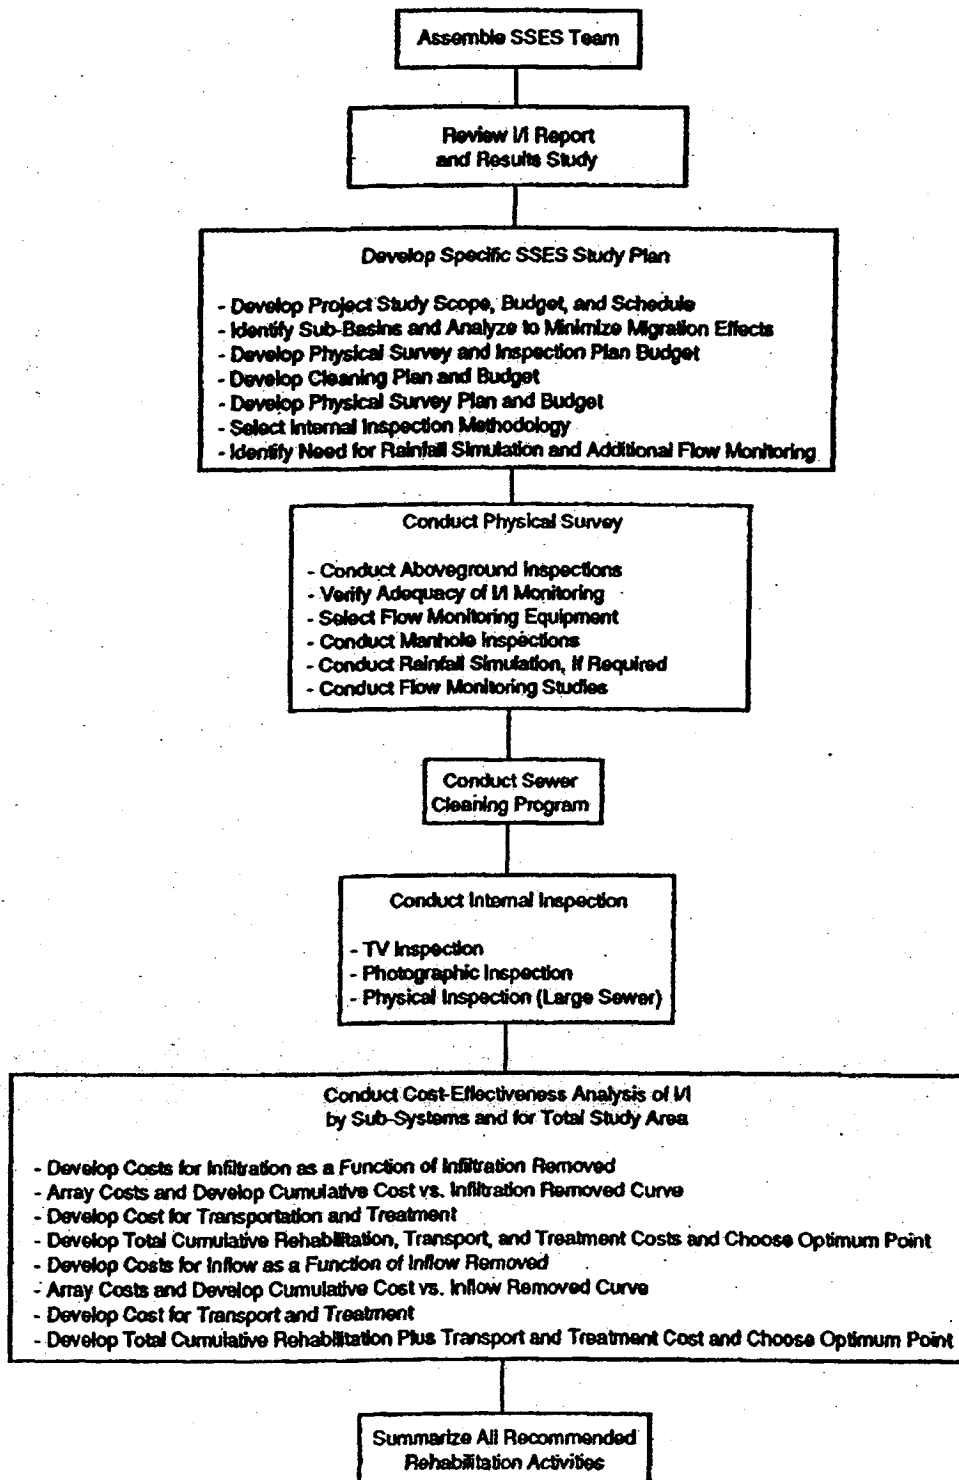 Assemble SSES Team
Review I/I Report
and Results Study
Develop Specific SSES Study Plan
- Develop Project Study Scope, Budget, and Schedule
- Identify Sub-Basins and Analyze to Minimize Migration Effects
- Develop Physical Survey and Inspection Plan Budget
- Develop Cleaning Plan and Budget
- Develop Physical Survey Plan and Budget
- Select Internal Inspection Methodology
- Identify Need for Rainfall Simulation and Additional Flow Monitoring
Conduct Physical Survey
- Conduct Aboveground Inspections
- Verify Adequacy of I/I Monitoring
- Select Flow Monitoring Equipment
- Conduct Manhole Inspections
- Conduct Rainfall Simulation, If Required
- Conduct Flow Monitoring Studies
Conduct Sewer
Cleaning Program
Conduct Internal Inspection
- TV Inspection
- Photographic Inspection
- Physical Inspection (Large Sewer)
Conduct Cost-Effectiveness Analysis of I/I
by Sub-Systems and for Total Study Area
- Develop Costs for Infiltration as a Function of Infiltration Removed
- Array Costs and Develop Cumulative Cost vs. Infiltration Removed Curve
- Develop Cost for Transportation and Treatment
- Develop Total Cumulative Rehabilitation, Transport, and Treatment Costs and Choose Optimum Point
- Develop Costs for Inflow as a Function of Inflow Removed
- Array Costs and Develop Cumulative Cost vs. Inflow Removed Curve
- Develop Cost for Transport and Treatment
- Develop Total Cumulative Rehabilitation Plus Transport and Treatment Cost and Choose Optimum Point
Summarize All Recommended
Rehabilitation Activities